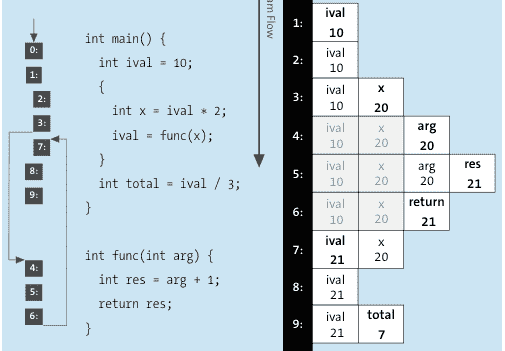 0:
1:
2:
3:
7:
8:
9:
4:
5:
6:
int main() {
int ival = 10;
{
int x = ival * 2;
ival = func(x);
}
int total = ival / 3;
}
int func(int arg) {
int res = arg + 1;
return res;
}
am Flow
1: ival 10
2: ival 10
3: ival 10 x 20
4: ival 10 x 20 arg 20
5: ival 10 x 20 arg 20 res 21
6: ival 10 x 20 return 21
7: ival 21 x 20
8: ival 21
9: ival 21 total 7